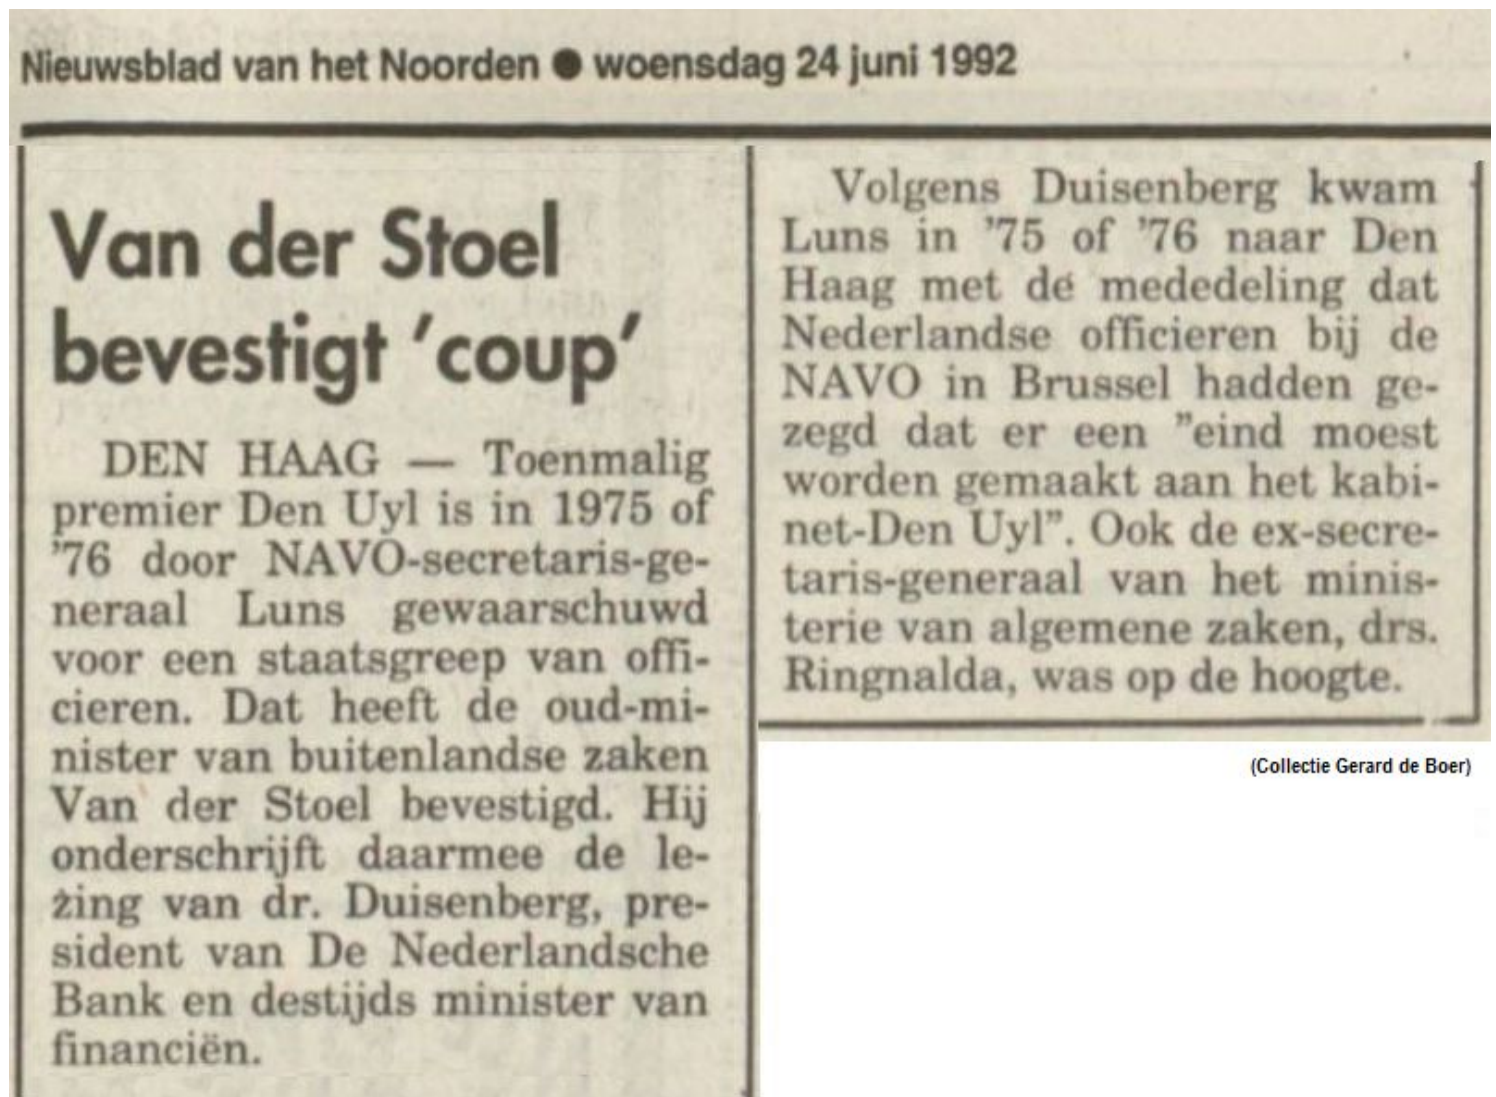 Nieuwsblad van het Noorden ● woensdag 24 juni 1992
Van der Stoel
bevestigt 'coup'
DEN HAAG — Toenmalig
premier Den Uyl is in 1975 of
'76 door NAVO-secretaris-ge-
neraal Luns gewaarschuwd
voor een staatsgreep van offi-
cieren. Dat heeft de oud-mi-
nister van buitenlandse zaken
Van der Stoel bevestigd. Hij
onderschrijft daarmee de le-
zing van dr. Duisenberg, pre-
sident van De Nederlandsche
Bank en destijds minister van
financiën.
Volgens Duisenberg kwam
Luns in '75 of '76 naar Den
Haag met de mededeling dat
Nederlandse officieren bij de
NAVO in Brussel hadden ge-
zegd dat er een "eind moest
worden gemaakt aan het kabi-
net-Den Uyl". Ook de ex-secre-
taris-generaal van het minis-
terie van algemene zaken, drs.
Ringnalda, was op de hoogte.
(Collectie Gerard de Boer)